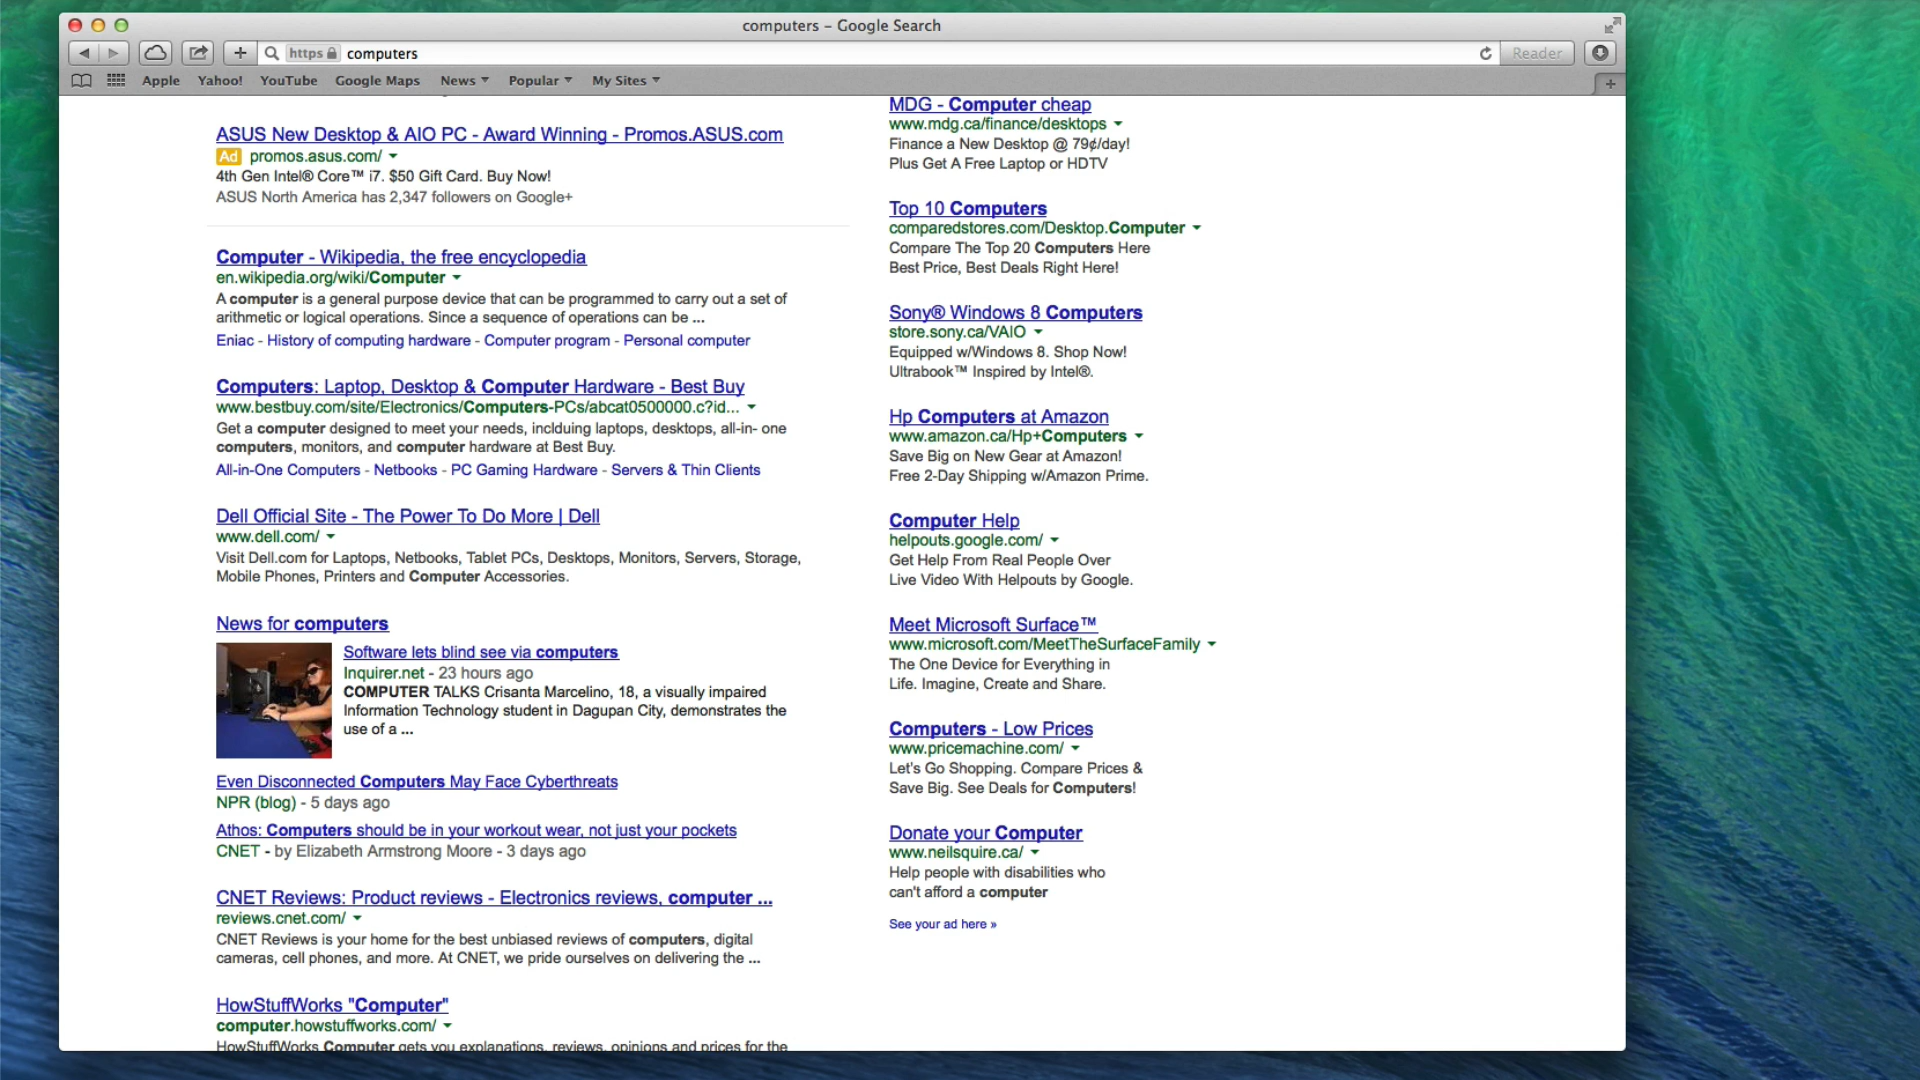 computers – Google Search
https computers
Reader
Apple Yahoo! YouTube Google Maps News Popular My Sites
ASUS New Desktop & AIO PC - Award Winning - Promos.ASUS.com
Ad promos.asus.com/
4th Gen Intel® Core™ i7. $50 Gift Card. Buy Now!
ASUS North America has 2,347 followers on Google+
Computer - Wikipedia, the free encyclopedia
en.wikipedia.org/wiki/Computer
A computer is a general purpose device that can be programmed to carry out a set of
arithmetic or logical operations. Since a sequence of operations can be ...
Eniac - History of computing hardware - Computer program - Personal computer
Computers: Laptop, Desktop & Computer Hardware - Best Buy
www.bestbuy.com/site/Electronics/Computers-PCs/abcat0500000.c?id...
Get a computer designed to meet your needs, inclduing laptops, desktops, all-in- one
computers, monitors, and computer hardware at Best Buy.
All-in-One Computers - Netbooks - PC Gaming Hardware - Servers & Thin Clients
Dell Official Site - The Power To Do More | Dell
www.dell.com/
Visit Dell.com for Laptops, Netbooks, Tablet PCs, Desktops, Monitors, Servers, Storage,
Mobile Phones, Printers and Computer Accessories.
News for computers
Software lets blind see via computers
Inquirer.net - 23 hours ago
COMPUTER TALKS Crisanta Marcelino, 18, a visually impaired
Information Technology student in Dagupan City, demonstrates the
use of a ...
Even Disconnected Computers May Face Cyberthreats
NPR (blog) - 5 days ago
Athos: Computers should be in your workout wear, not just your pockets
CNET - by Elizabeth Armstrong Moore - 3 days ago
CNET Reviews: Product reviews - Electronics reviews, computer ...
reviews.cnet.com/
CNET Reviews is your home for the best unbiased reviews of computers, digital
cameras, cell phones, and more. At CNET, we pride ourselves on delivering the ...
HowStuffWorks "Computer"
computer.howstuffworks.com/
HowStuffWorks Computer gets you explanations, reviews, opinions and prices for the
MDG - Computer cheap
www.mdg.ca/finance/desktops
Finance a New Desktop @ 79¢/day!
Plus Get A Free Laptop or HDTV
Top 10 Computers
comparedstores.com/Desktop.Computer
Compare The Top 20 Computers Here
Best Price, Best Deals Right Here!
Sony® Windows 8 Computers
store.sony.ca/VAIO
Equipped w/Windows 8. Shop Now!
Ultrabook™ Inspired by Intel®.
Hp Computers at Amazon
www.amazon.ca/Hp+Computers
Save Big on New Gear at Amazon!
Free 2-Day Shipping w/Amazon Prime.
Computer Help
helpouts.google.com/
Get Help From Real People Over
Live Video With Helpouts by Google.
Meet Microsoft Surface™
www.microsoft.com/MeetTheSurfaceFamily
The One Device for Everything in
Life. Imagine, Create and Share.
Computers - Low Prices
www.pricemachine.com/
Let's Go Shopping. Compare Prices &
Save Big. See Deals for Computers!
Donate your Computer
www.neilsquire.ca/
Help people with disabilities who
can't afford a computer
See your ad here »